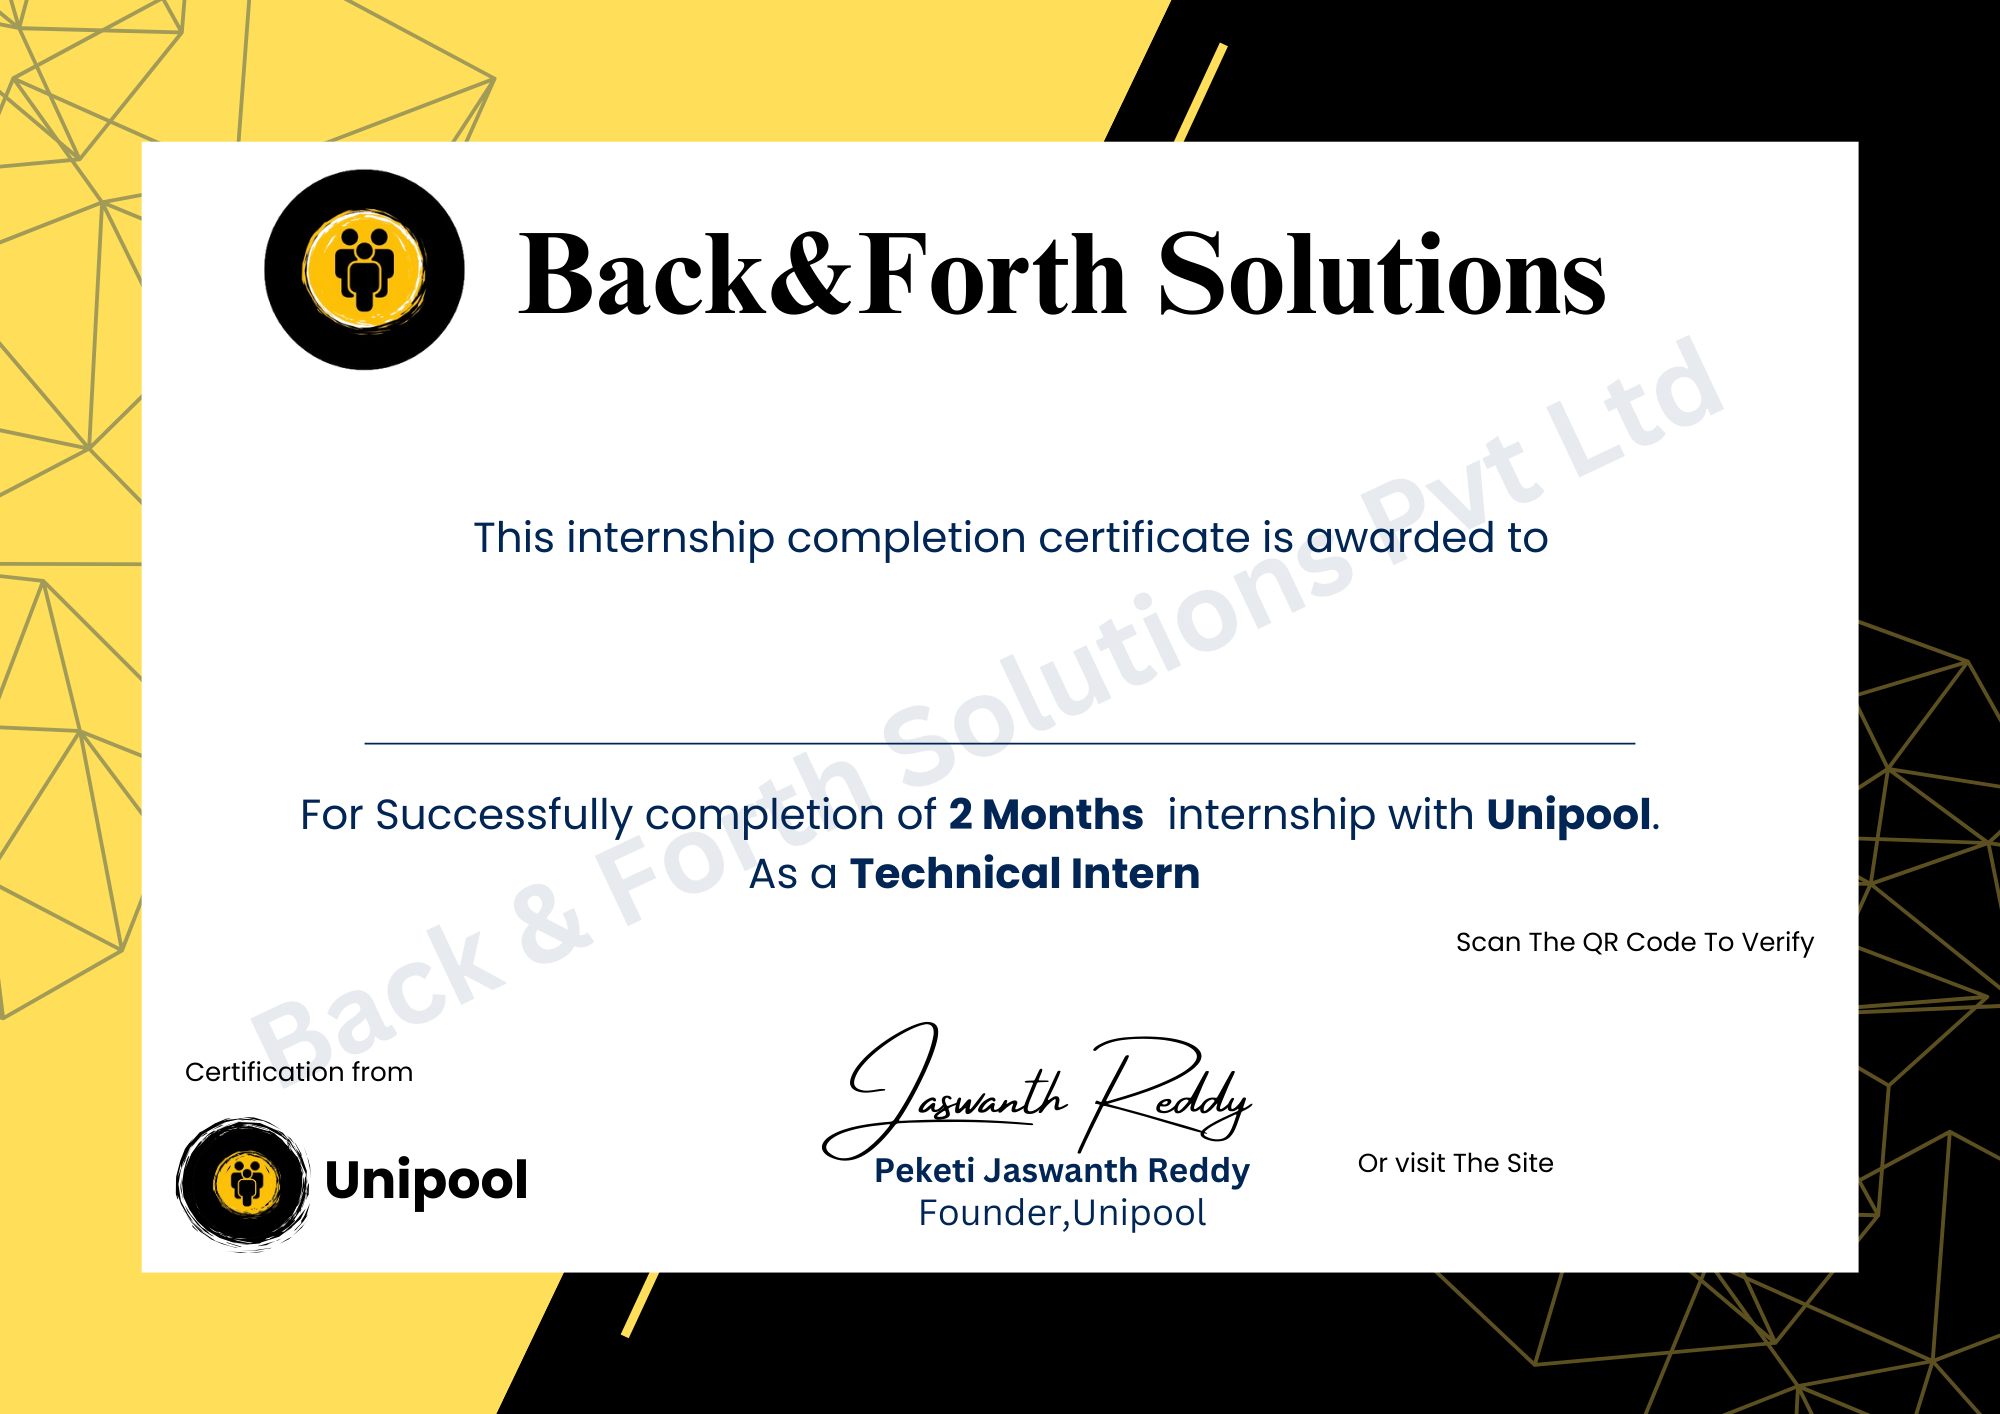 Back&Forth Solutions
Back & Forth Solutions Pvt Ltd
This internship completion certificate is awarded to
For Successfully completion of 2 Months internship with Unipool.
As a Technical Intern
Scan The QR Code To Verify
Certification from
Unipool
Jaswanth Reddy
Peketi Jaswanth Reddy
Founder,Unipool
Or visit The Site